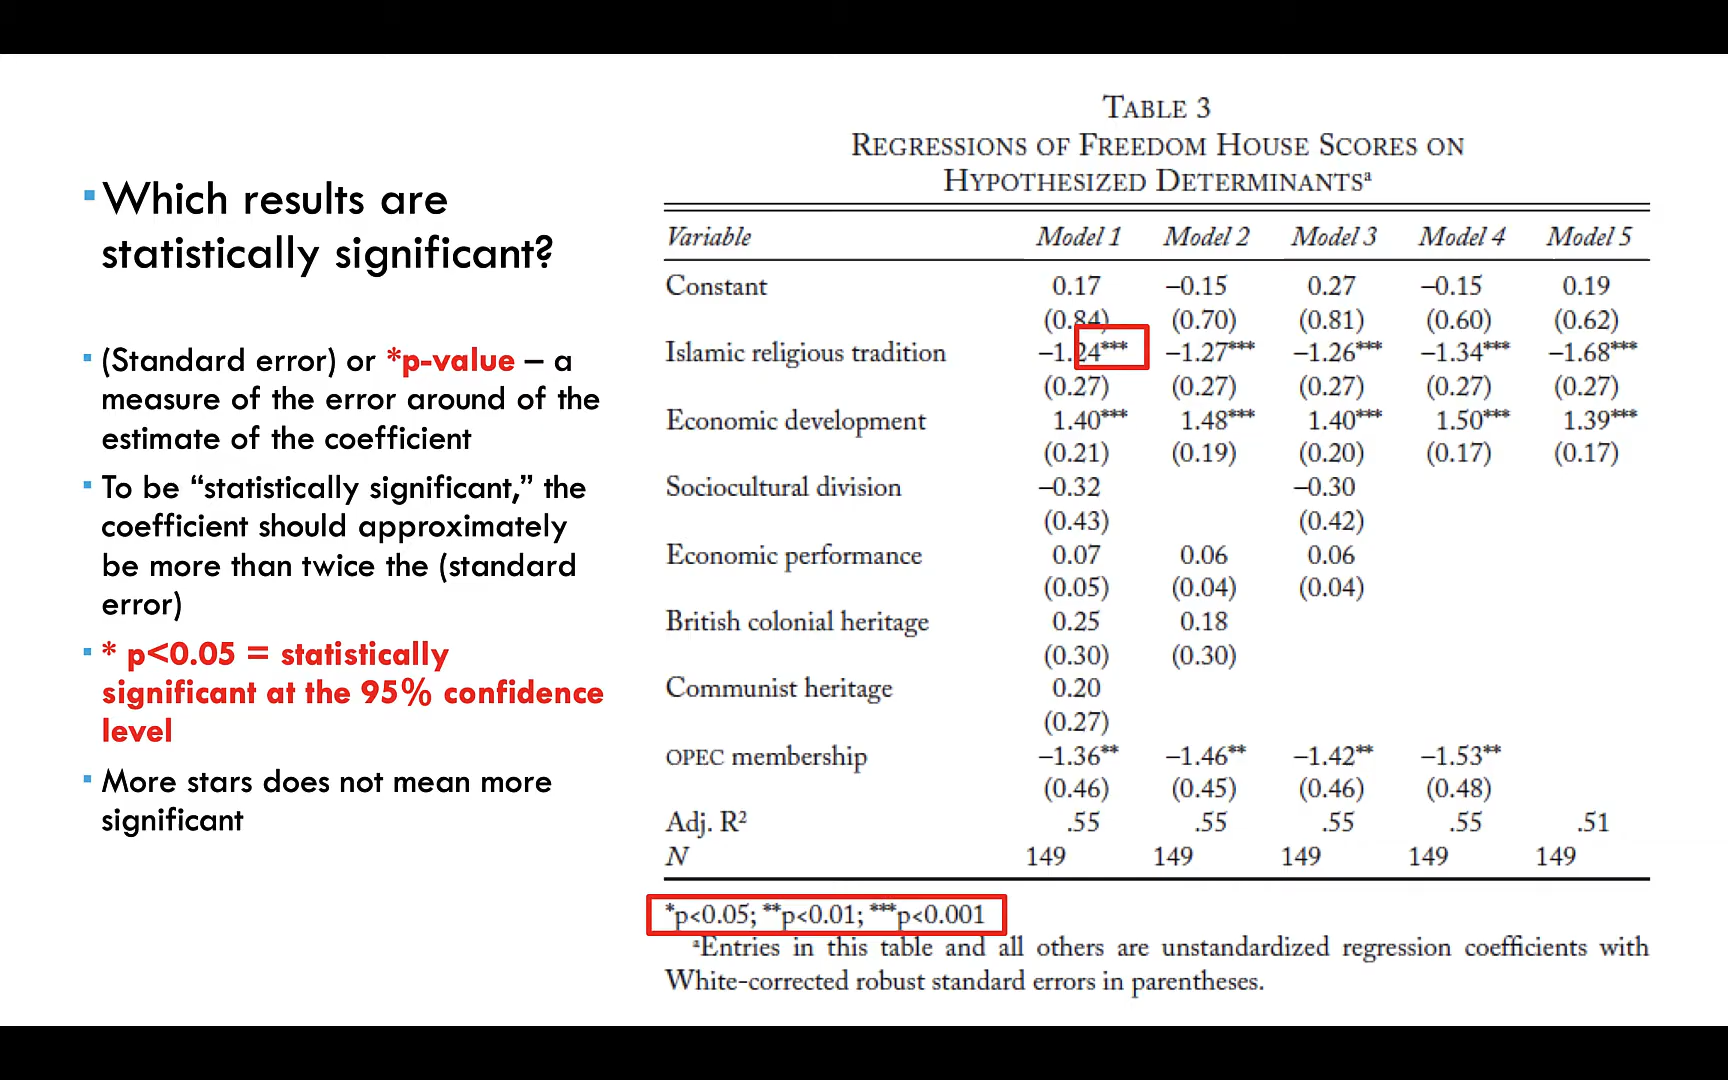 Which results are
statistically significant?
(Standard error) or *p-value – a
measure of the error around of the
estimate of the coefficient
To be “statistically significant,” the
coefficient should approximately
be more than twice the (standard
error)
* p<0.05 = statistically
significant at the 95% confidence
level
More stars does not mean more
significant
TABLE 3
REGRESSIONS OF FREEDOM HOUSE SCORES ON
HYPOTHESIZED DETERMINANTSᵃ
Variable Model 1 Model 2 Model 3 Model 4 Model 5
Constant 0.17 –0.15 0.27 –0.15 0.19
(0.84) (0.70) (0.81) (0.60) (0.62)
Islamic religious tradition –1.24*** –1.27*** –1.26*** –1.34*** –1.68***
(0.27) (0.27) (0.27) (0.27) (0.27)
Economic development 1.40*** 1.48*** 1.40*** 1.50*** 1.39***
(0.21) (0.19) (0.20) (0.17) (0.17)
Sociocultural division –0.32 –0.30
(0.43) (0.42)
Economic performance 0.07 0.06 0.06
(0.05) (0.04) (0.04)
British colonial heritage 0.25 0.18
(0.30) (0.30)
Communist heritage 0.20
(0.27)
OPEC membership –1.36** –1.46** –1.42** –1.53**
(0.46) (0.45) (0.46) (0.48)
Adj. R² .55 .55 .55 .55 .51
N 149 149 149 149 149
*p<0.05; **p<0.01; ***p<0.001
ᵃEntries in this table and all others are unstandardized regression coefficients with
White-corrected robust standard errors in parentheses.